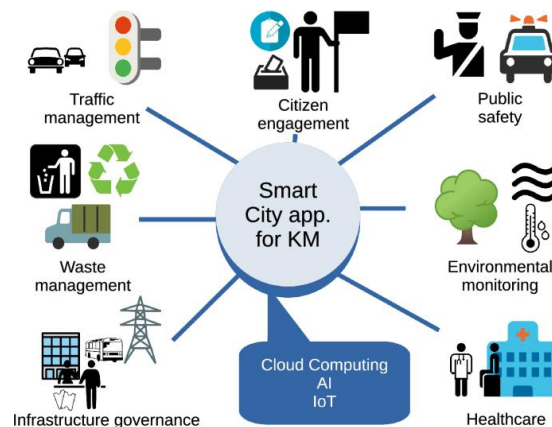 Traffic
management
Citizen
engagement
Public
safety
Smart
City app.
for KM
Waste
management
Environmental
monitoring
Cloud Computing
AI
IoT
Infrastructure governance
Healthcare